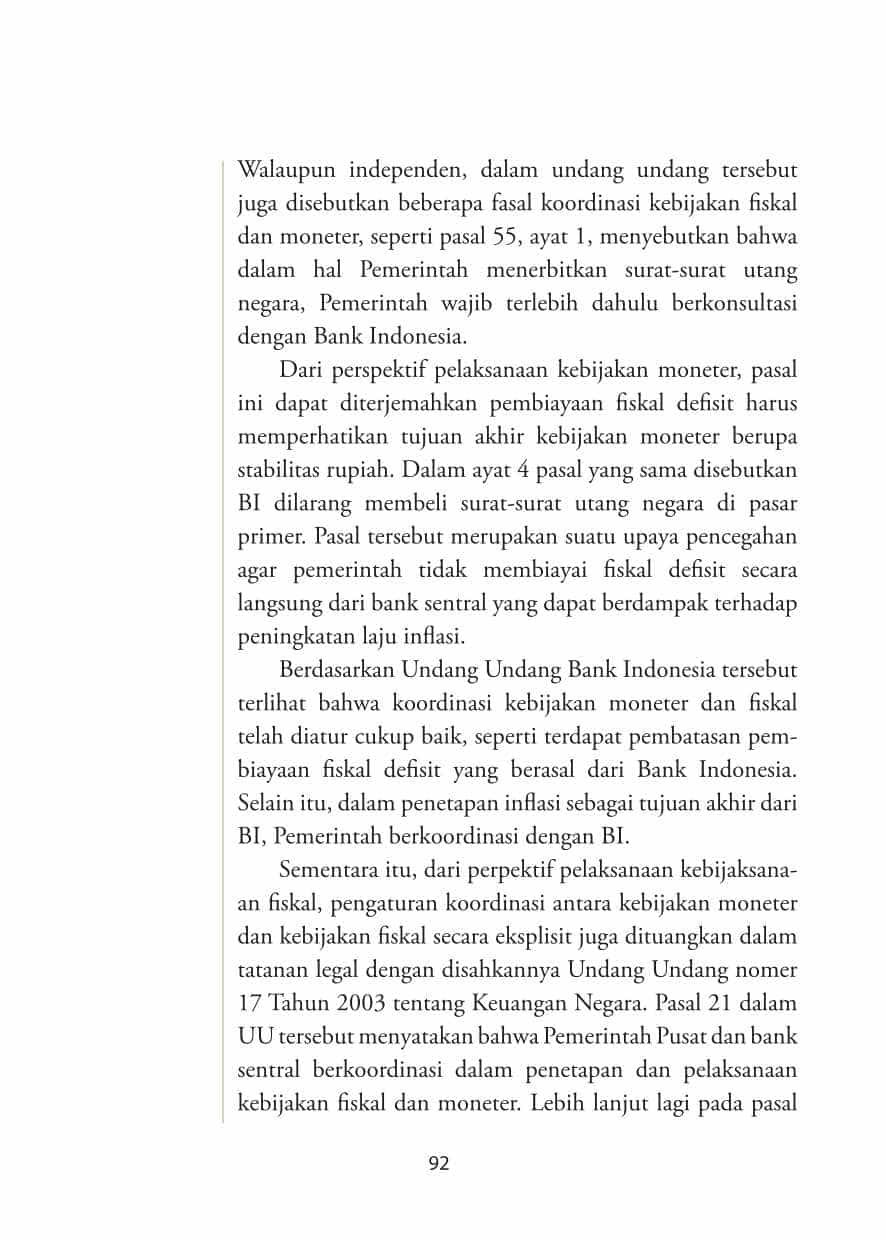 Walaupun independen, dalam undang undang tersebut
juga disebutkan beberapa fasal koordinasi kebijakan fiskal
dan moneter, seperti pasal 55, ayat 1, menyebutkan bahwa
dalam hal Pemerintah menerbitkan surat-surat utang
negara, Pemerintah wajib terlebih dahulu berkonsultasi
dengan Bank Indonesia.
Dari perspektif pelaksanaan kebijakan moneter, pasal
ini dapat diterjemahkan pembiayaan fiskal defisit harus
memperhatikan tujuan akhir kebijakan moneter berupa
stabilitas rupiah. Dalam ayat 4 pasal yang sama disebutkan
BI dilarang membeli surat-surat utang negara di pasar
primer. Pasal tersebut merupakan suatu upaya pencegahan
agar pemerintah tidak membiayai fiskal defisit secara
langsung dari bank sentral yang dapat berdampak terhadap
peningkatan laju inflasi.
Berdasarkan Undang Undang Bank Indonesia tersebut
terlihat bahwa koordinasi kebijakan moneter dan fiskal
telah diatur cukup baik, seperti terdapat pembatasan pem-
biayaan fiskal defisit yang berasal dari Bank Indonesia.
Selain itu, dalam penetapan inflasi sebagai tujuan akhir dari
BI, Pemerintah berkoordinasi dengan BI.
Sementara itu, dari perpektif pelaksanaan kebijaksana-
an fiskal, pengaturan koordinasi antara kebijakan moneter
dan kebijakan fiskal secara eksplisit juga dituangkan dalam
tatanan legal dengan disahkannya Undang Undang nomer
17 Tahun 2003 tentang Keuangan Negara. Pasal 21 dalam
UU tersebut menyatakan bahwa Pemerintah Pusat dan bank
sentral berkoordinasi dalam penetapan dan pelaksanaan
kebijakan fiskal dan moneter. Lebih lanjut lagi pada pasal
92